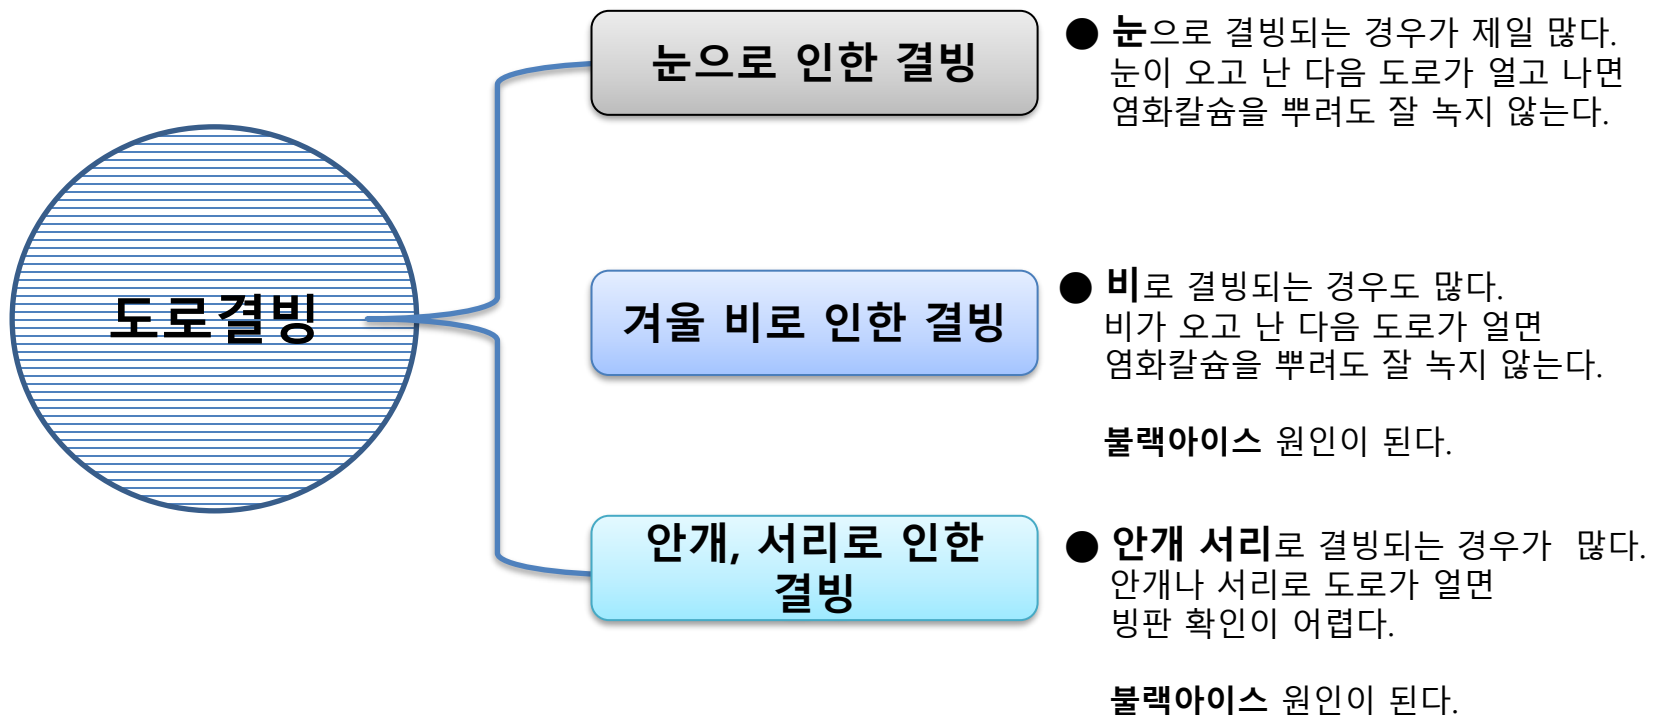 도로결빙
눈으로 인한 결빙
● 눈으로 결빙되는 경우가 제일 많다.
눈이 오고 난 다음 도로가 얼고 나면
염화칼슘을 뿌려도 잘 녹지 않는다.
겨울 비로 인한 결빙
● 비로 결빙되는 경우도 많다.
비가 오고 난 다음 도로가 얼면
염화칼슘을 뿌려도 잘 녹지 않는다.
불랙아이스 원인이 된다.
안개, 서리로 인한
결빙
● 안개 서리로 결빙되는 경우가 많다.
안개나 서리로 도로가 얼면
빙판 확인이 어렵다.
불랙아이스 원인이 된다.